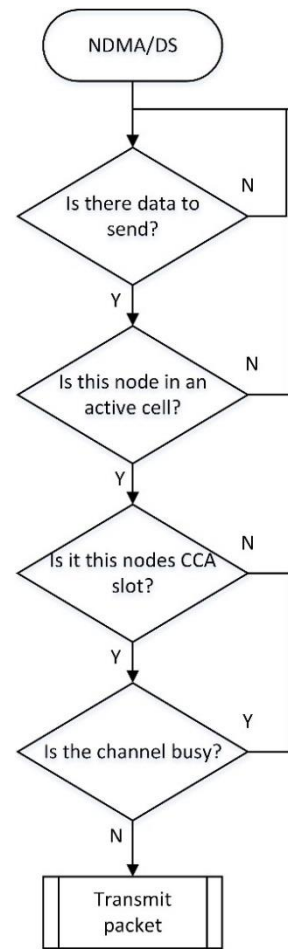 NDMA/DS
N
Is there data to
send?
Y
N
Is this node in an
active cell?
Y
N
Is it this nodes CCA
slot?
Y
Y
Is the channel busy?
N
Transmit
packet